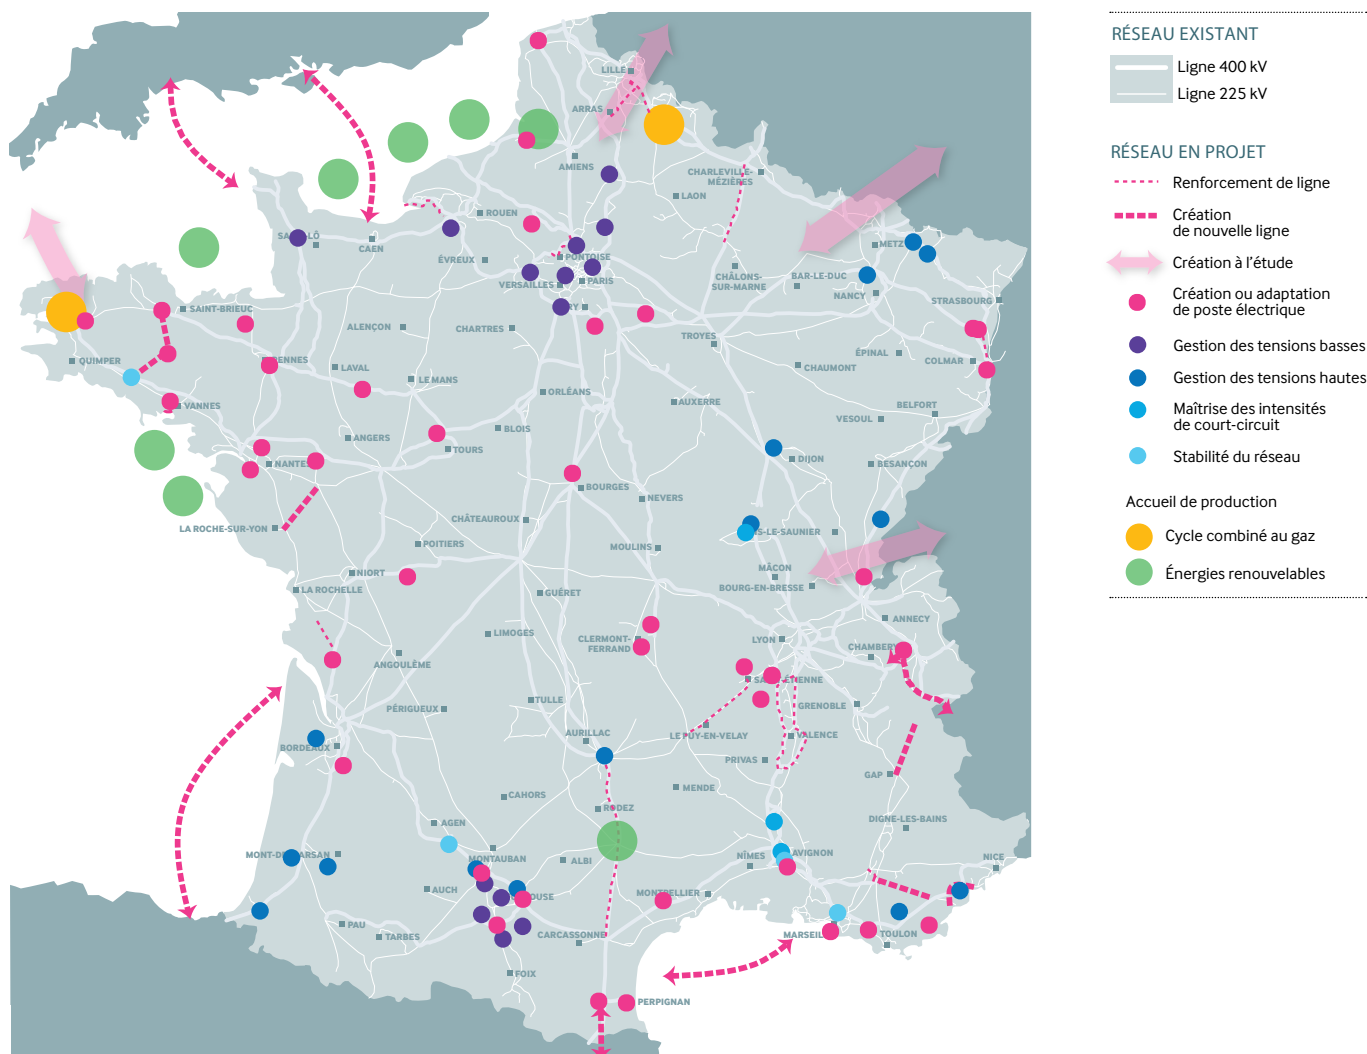 RÉSEAU EXISTANT
Ligne 400 kV
Ligne 225 kV
RÉSEAU EN PROJET
Renforcement de ligne
Création
de nouvelle ligne
Création à l'étude
Création ou adaptation
de poste électrique
Gestion des tensions basses
Gestion des tensions hautes
Maîtrise des intensités
de court-circuit
Stabilité du réseau
Accueil de production
Cycle combiné au gaz
Énergies renouvelables
LILLE
ARRAS
AMIENS
CHARLEVILLE-
MÉZIÈRES
LAON
ROUEN
CAEN
ÉVREUX
PONTOISE
PARIS
VERSAILLES
METZ
CHÂLONS-
SUR-MARNE
BAR-LE-DUC
NANCY
STRASBOURG
SAINT-BRIEUC
ALENÇON
CHARTRES
TROYES
ÉPINAL
COLMAR
QUIMPER
LAVAL
LE MANS
CHAUMONT
ORLÉANS
AUXERRE
VANNES
BELFORT
VESOUL
BLOIS
ANGERS
TOURS
DIJON
BESANÇON
NANTES
BOURGES
NEVERS
CHÂTEAUROUX
LA ROCHE-SUR-YON
POITIERS
MOULINS
MÂCON
BOURG-EN-BRESSE
NIORT
LA ROCHELLE
GUÉRET
ANNECY
LIMOGES
CLERMONT-
FERRAND
LYON
CHAMBERY
ANGOULÊME
TULLE
PÉRIGUEUX
GRENOBLE
AURILLAC
LE PUY-EN-VELAY
VALENCE
BORDEAUX
PRIVAS
GAP
MENDE
CAHORS
RODEZ
DIGNE-LES-BAINS
AGEN
MONTAUBAN
ALBI
NÎMES
AVIGNON
NICE
AUCH
MONTPELLIER
PAU
TARBES
CARCASSONNE
TOULON
FOIX
PERPIGNAN